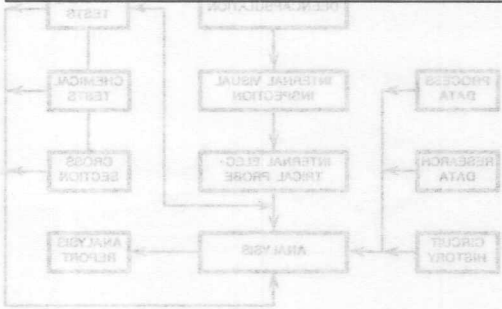 TESTS
DEENCAPSULATION
CHEMICAL
TESTS
INTERNAL VISUAL
INSPECTION
PROCESS
DATA
CROSS
SECTION
INTERNAL ELEC-
TRICAL PROBE
RESEARCH
DATA
ANALYSIS
REPORT
ANALYSIS
CIRCUIT
HISTORY